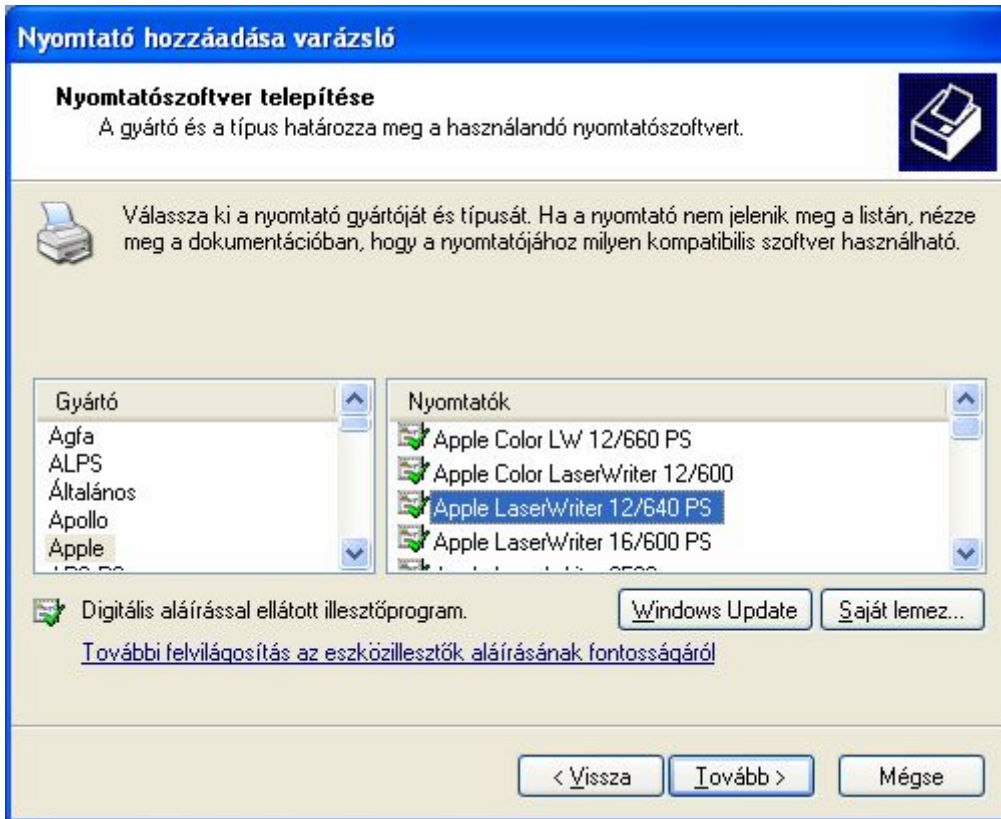 Nyomtató hozzáadása varázsló
Nyomtatószoftver telepítése
A gyártó és a típus határozza meg a használandó nyomtatószoftvert.
Válassza ki a nyomtató gyártóját és típusát. Ha a nyomtató nem jelenik meg a listán, nézze
meg a dokumentációban, hogy a nyomtatójához milyen kompatibilis szoftver használható.
Gyártó
Agfa
ALPS
Általános
Apollo
Apple
Nyomtatók
Apple Color LW 12/660 PS
Apple Color LaserWriter 12/600
Apple LaserWriter 12/640 PS
Apple LaserWriter 16/600 PS
Digitális aláírással ellátott illesztőprogram.
Windows Update
Saját lemez...
További felvilágosítás az eszközillesztők aláírásának fontosságáról
< Vissza
Tovább >
Mégse